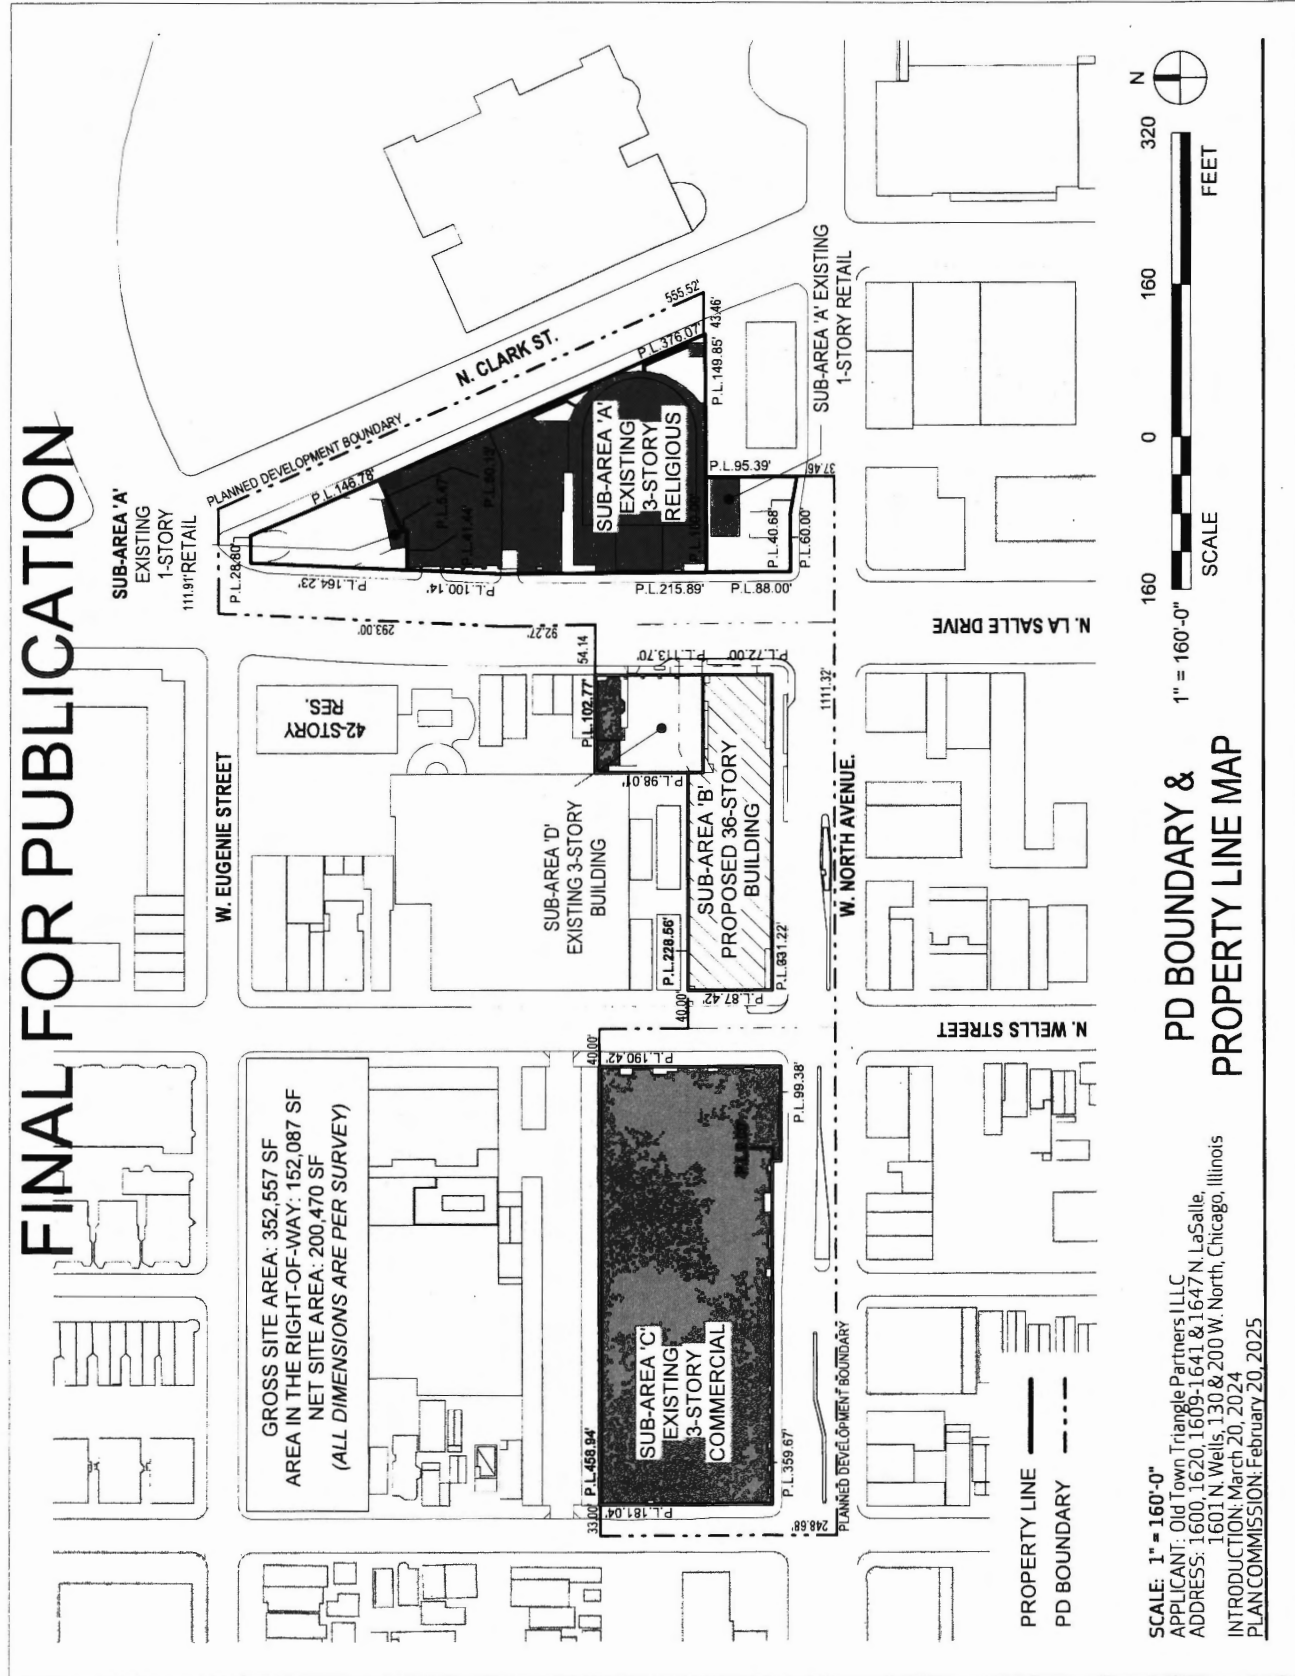 FINAL FOR PUBLICATION
SUB-AREA 'A'
EXISTING
1-STORY
RETAIL
111.91'
PLANNED DEVELOPMENT BOUNDARY
P.L.28.80'
P.L.146.78'
N. CLARK ST.
555.52'
P.L.376.07'
43.46'
P.L.149.85'
P.L.164.23'
P.L.100.14'
P.L.5.47'
P.L.41.44'
SUB-AREA 'A'
EXISTING
3-STORY
RELIGIOUS
P.L.100.00'
P.L.95.39'
37.46'
P.L.40.68'
P.L.60.00'
P.L.215.89'
P.L.88.00'
SUB-AREA 'A' EXISTING
1-STORY RETAIL
W. EUGENIE STREET
42-STORY
RES.
293.00'
92.27'
54.14
P.L.102.77'
P.L.113.70'
P.L.72.00'
P.L.98.01'
N. LA SALLE DRIVE
1111.32'
SUB-AREA 'D'
EXISTING 3-STORY
BUILDING
SUB-AREA 'B'
PROPOSED 36-STORY
BUILDING
P.L.228.56'
P.L.331.22'
P.L.87.42'
40.00'
W. NORTH AVENUE.
N. WELLS STREET
GROSS SITE AREA: 352,557 SF
AREA IN THE RIGHT-OF-WAY: 152,087 SF
NET SITE AREA: 200,470 SF
(ALL DIMENSIONS ARE PER SURVEY)
40.00'
P.L.190.42'
P.L.99.38'
SUB-AREA 'C'
EXISTING
3-STORY
COMMERCIAL
P.L.458.94'
P.L.359.67'
33.00'
P.L.181.04'
248.68'
PLANNED DEVELOPMENT BOUNDARY
PROPERTY LINE
PD BOUNDARY
160 0 160 320
SCALE FEET
N
1" = 160'-0"
PD BOUNDARY &
PROPERTY LINE MAP
SCALE: 1" = 160'-0"
APPLICANT: Old Town Triangle Partners I LLC
ADDRESS: 1600, 1620, 1609-1641 & 1647 N. LaSalle,
1601 N. Wells, 130 & 200 W. North, Chicago, Illinois
INTRODUCTION: March 20, 2024
PLAN COMMISSION: February 20, 2025